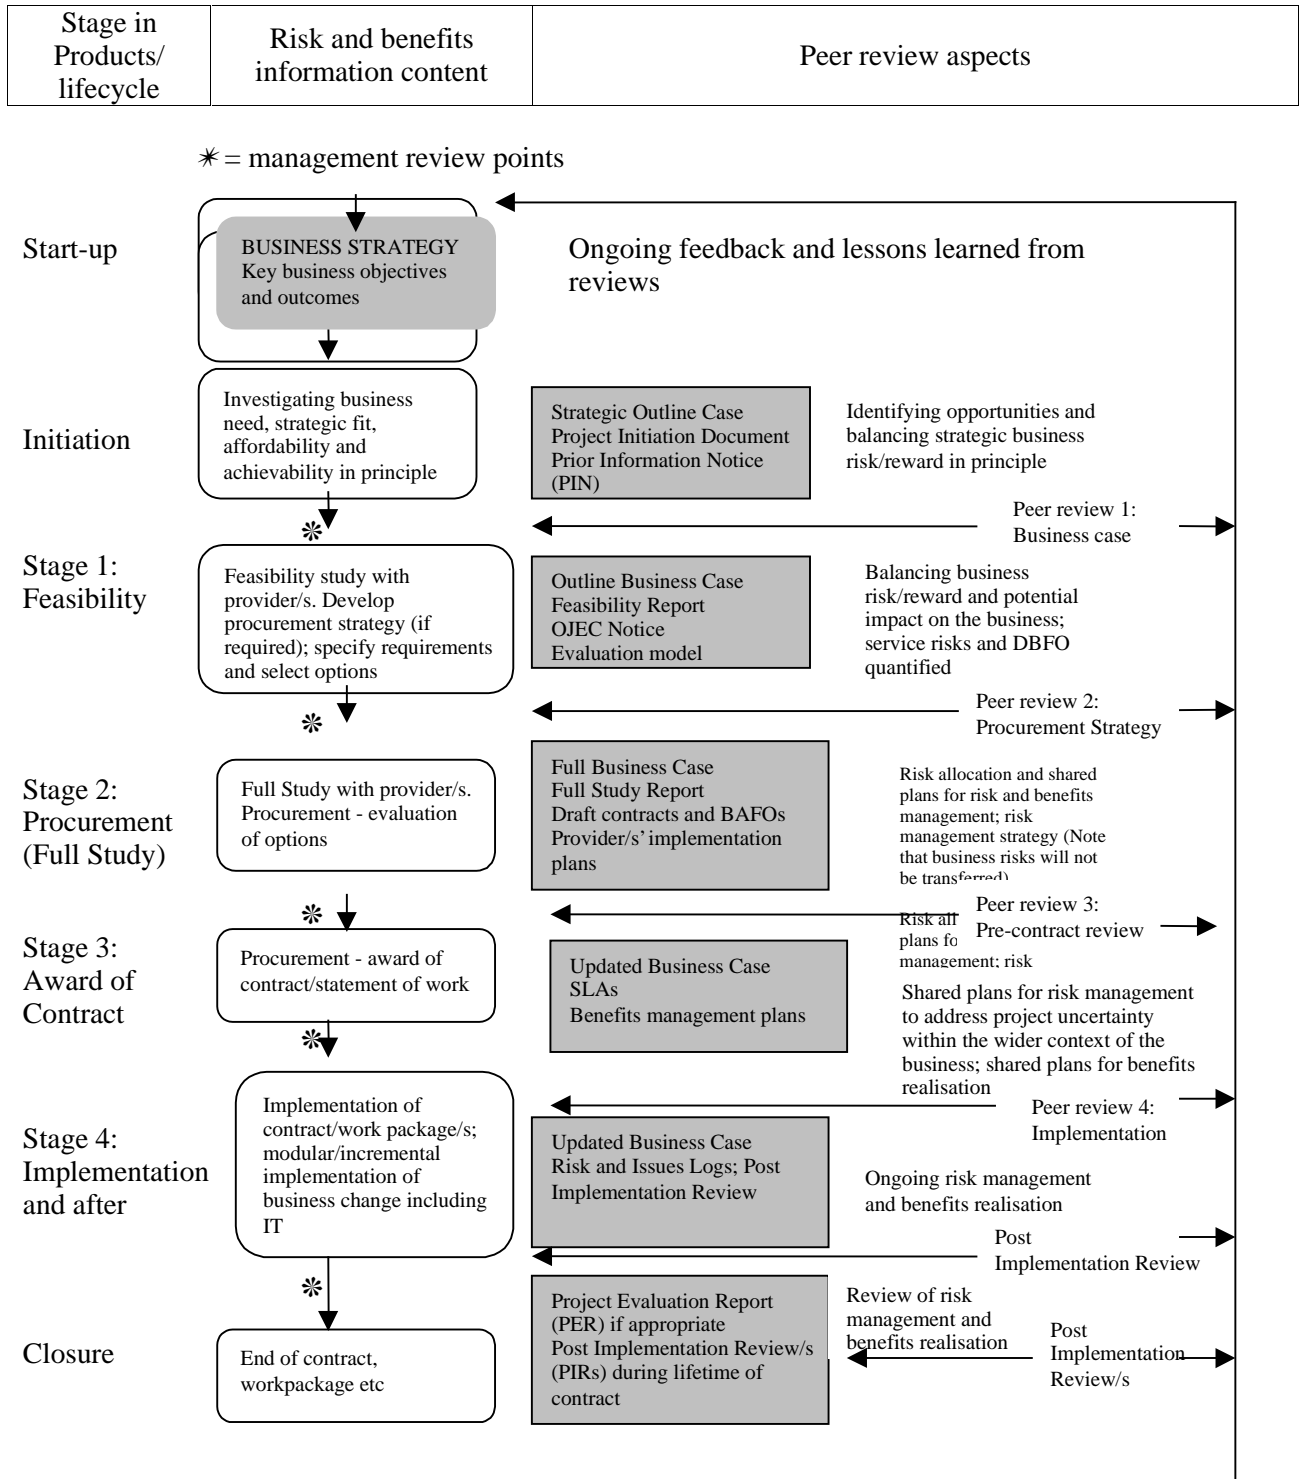 Stage in
Products/
lifecycle
Risk and benefits
information content
Peer review aspects
✴ = management review points
Start-up
BUSINESS STRATEGY
Key business objectives
and outcomes
Ongoing feedback and lessons learned from
reviews
Initiation
Investigating business
need, strategic fit,
affordability and
achievability in principle
Strategic Outline Case
Project Initiation Document
Prior Information Notice
(PIN)
Identifying opportunities and
balancing strategic business
risk/reward in principle
Peer review 1:
Business case
Stage 1:
Feasibility
Feasibility study with
provider/s. Develop
procurement strategy (if
required); specify requirements
and select options
Outline Business Case
Feasibility Report
OJEC Notice
Evaluation model
Balancing business
risk/reward and potential
impact on the business;
service risks and DBFO
quantified
Peer review 2:
Procurement Strategy
Stage 2:
Procurement
(Full Study)
Full Study with provider/s.
Procurement - evaluation
of options
Full Business Case
Full Study Report
Draft contracts and BAFOs
Provider/s' implementation
plans
Risk allocation and shared
plans for risk and benefits
management; risk
management strategy (Note
that business risks will not
be transferred)
Peer review 3:
Pre-contract review
Risk all
plans fo
management; risk
Stage 3:
Award of
Contract
Procurement - award of
contract/statement of work
Updated Business Case
SLAs
Benefits management plans
Shared plans for risk management
to address project uncertainty
within the wider context of the
business; shared plans for benefits
realisation
Peer review 4:
Implementation
Stage 4:
Implementation
and after
Implementation of
contract/work package/s;
modular/incremental
implementation of
business change including
IT
Updated Business Case
Risk and Issues Logs; Post
Implementation Review
Ongoing risk management
and benefits realisation
Post
Implementation Review
Closure
End of contract,
workpackage etc
Project Evaluation Report
(PER) if appropriate
Post Implementation Review/s
(PIRs) during lifetime of
contract
Review of risk
management and
benefits realisation
Post
Implementation
Review/s